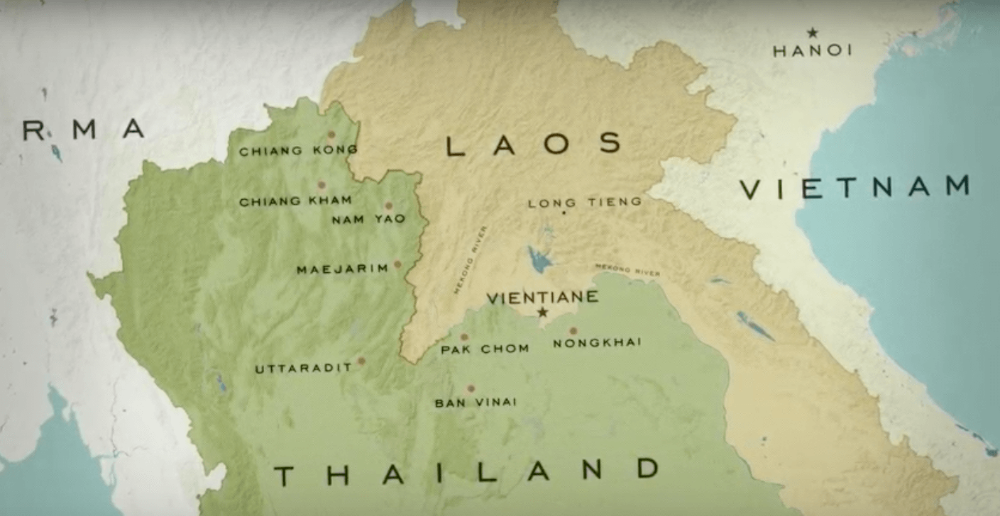 HANOI
RMA
CHIANG KONG
LAOS
VIETNAM
CHIANG KHAM
LONG TIENG
NAM YAO
MEKONG RIVER
MAEJARIM
MEKONG RIVER
VIENTIANE
PAK CHOM
NONGKHAI
UTTARADIT
BAN VINAI
THAILAND